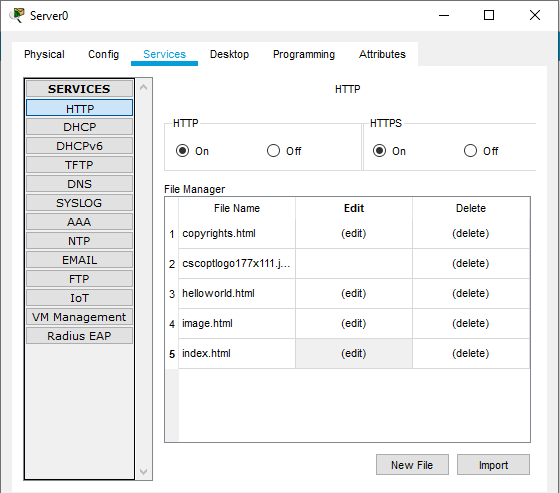 Server0
Physical Config Services Desktop Programming Attributes
SERVICES
HTTP
DHCP
DHCPv6
TFTP
DNS
SYSLOG
AAA
NTP
EMAIL
FTP
IoT
VM Management
Radius EAP
HTTP
HTTP HTTPS
On Off On Off
File Manager
File Name Edit Delete
1 copyrights.html (edit) (delete)
2 cscoptlogo177x111.j... (delete)
3 helloworld.html (edit) (delete)
4 image.html (edit) (delete)
5 index.html (edit) (delete)
New File Import